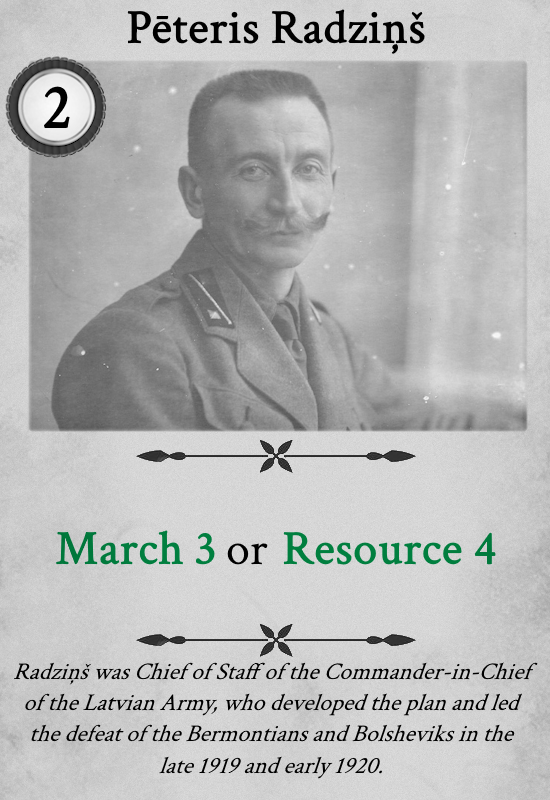 Pēteris Radziņš
2
March 3 or Resource 4
Radziņš was Chief of Staff of the Commander-in-Chief
of the Latvian Army, who developed the plan and led
the defeat of the Bermontians and Bolsheviks in the
late 1919 and early 1920.